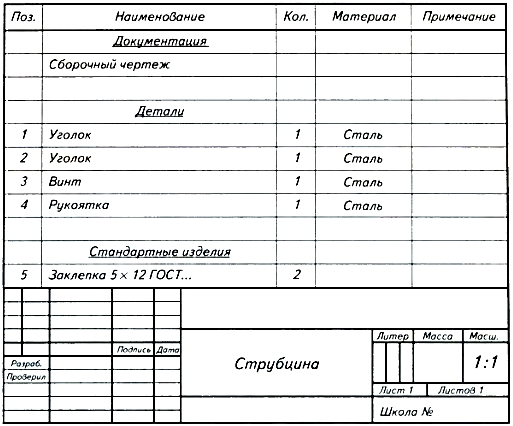 Поз. Наименование Кол. Материал Примечание
Документация
Сборочный чертеж
Детали
1 Уголок 1 Сталь
2 Уголок 1 Сталь
3 Винт 1 Сталь
4 Рукоятка 1 Сталь
Стандартные изделия
5 Заклепка 5 × 12 ГОСТ... 2
Литер Масса Масш.
Подпись Дата
Разраб. Струбцина 1:1
Проверил
Лист 1 Листов 1
Школа №